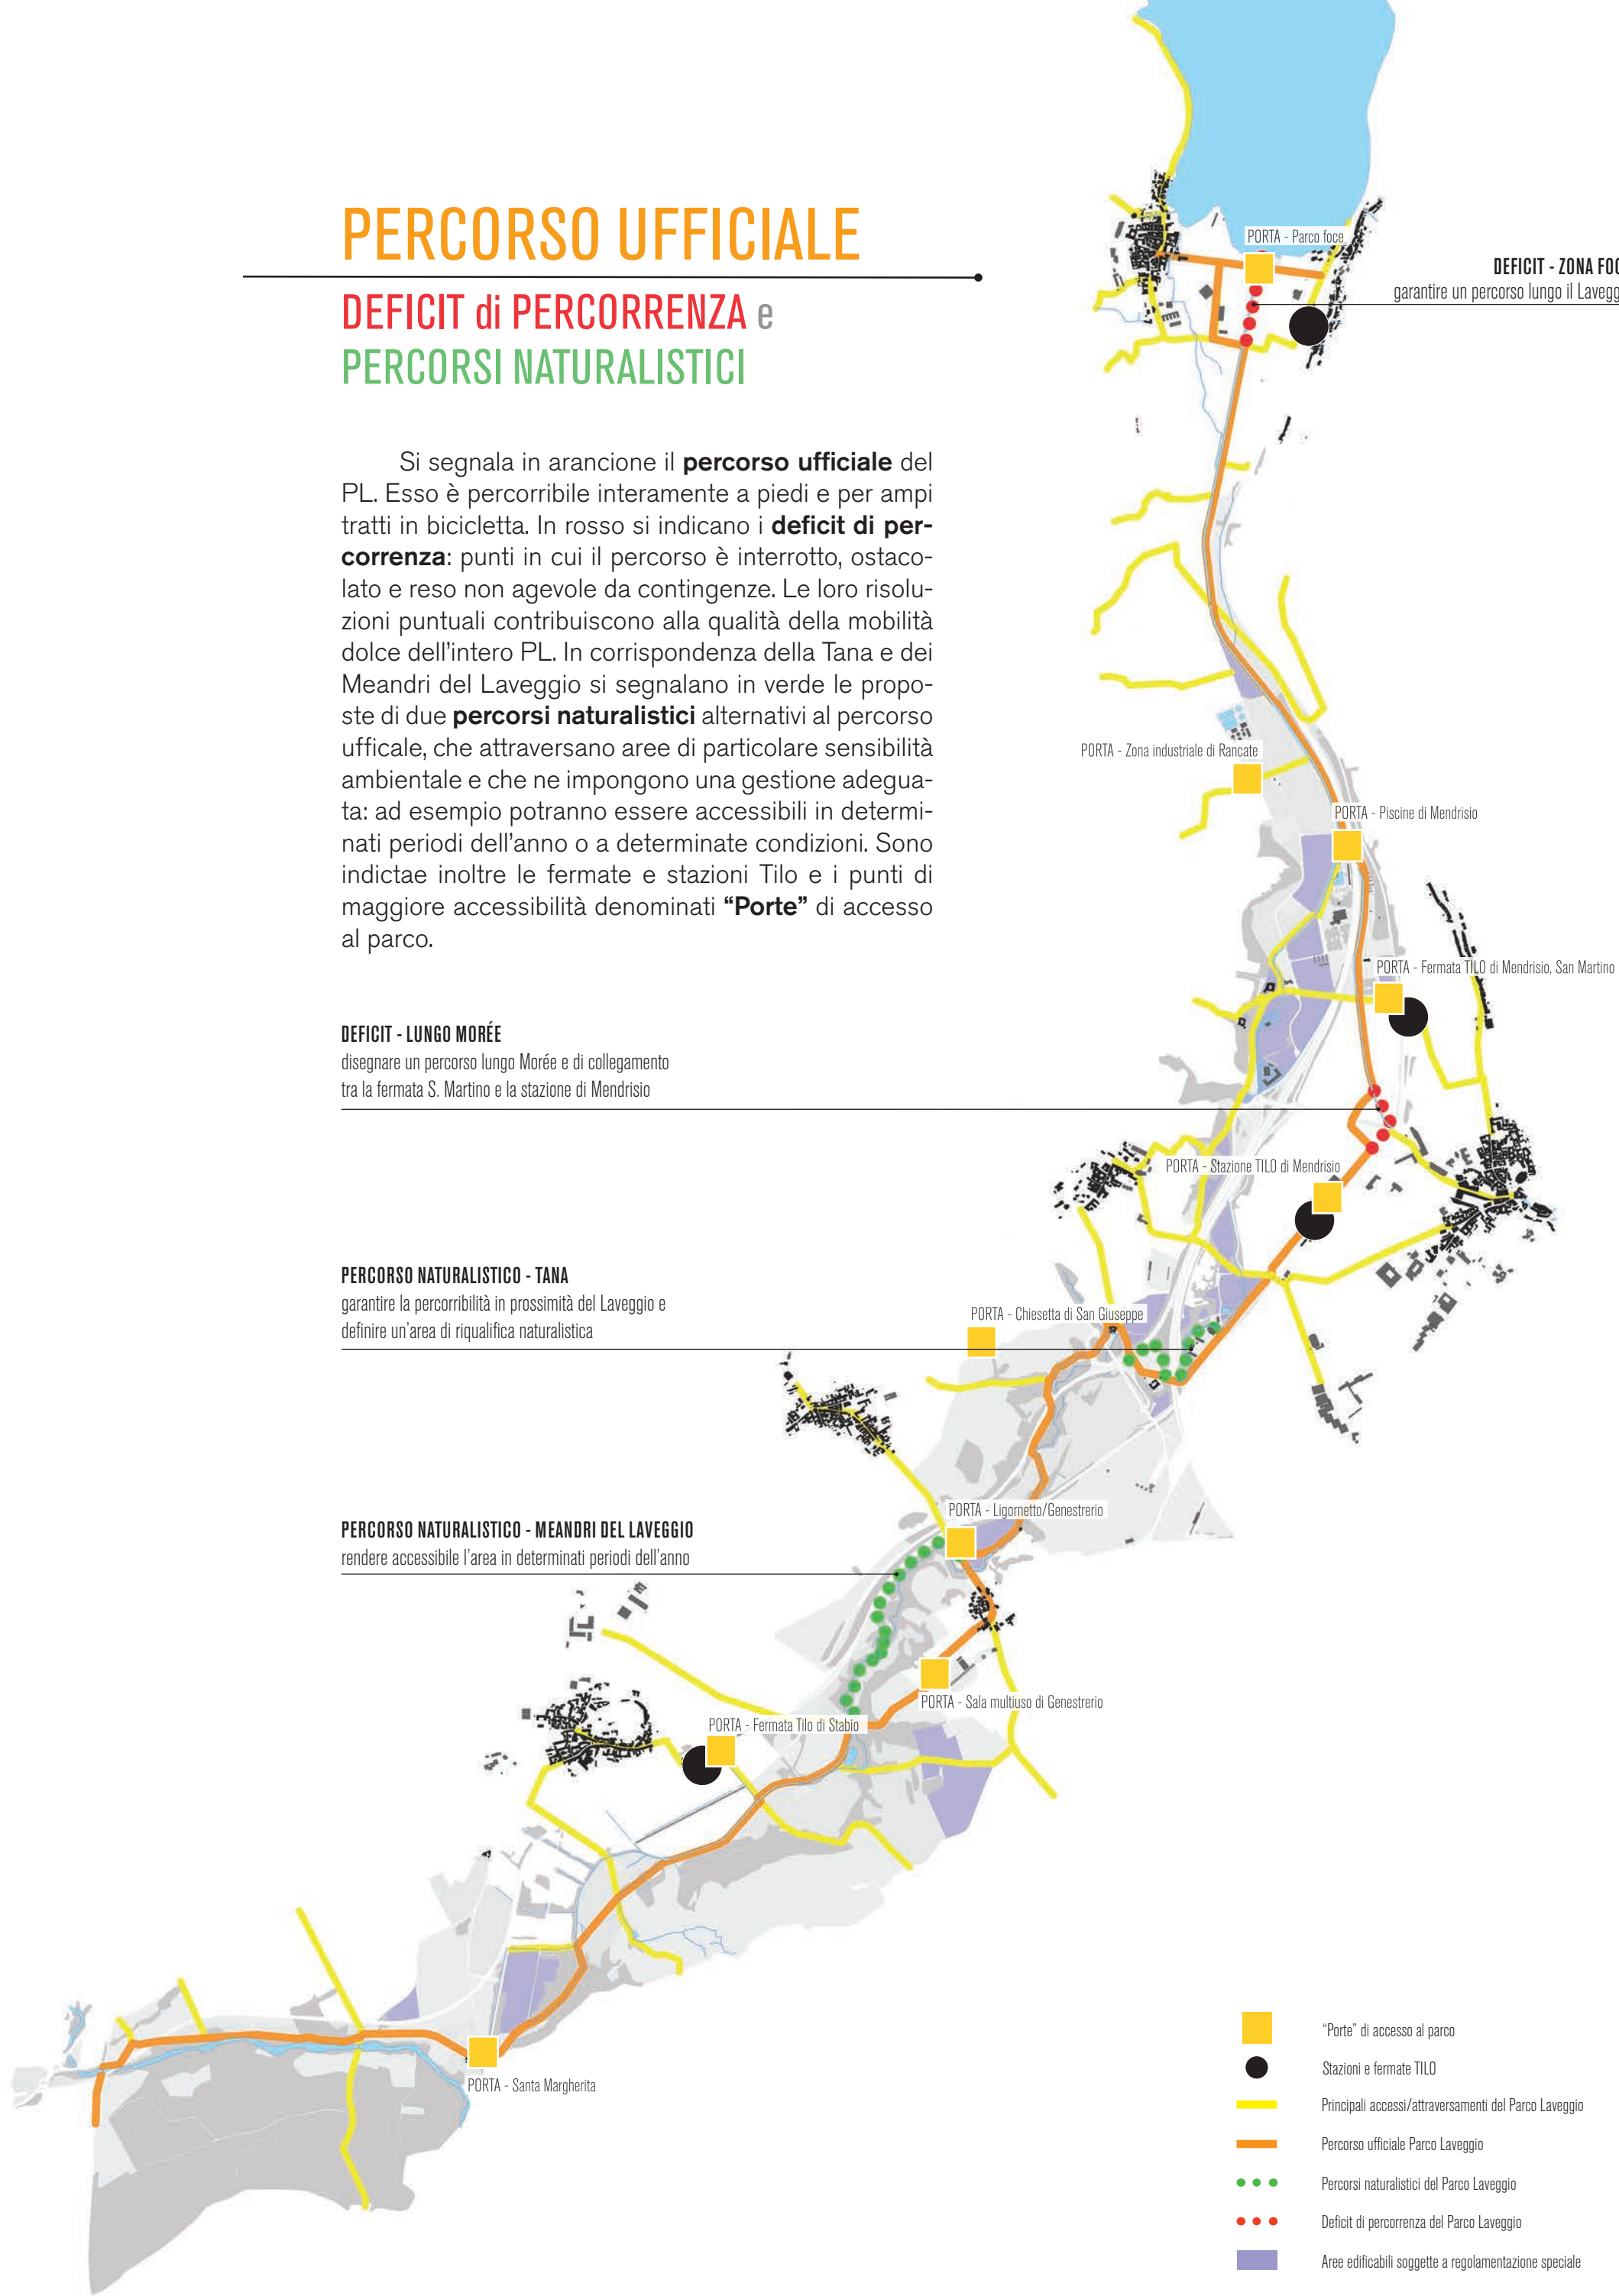 PERCORSO UFFICIALE
DEFICIT di PERCORRENZA e
PERCORSI NATURALISTICI
Si segnala in arancione il percorso ufficiale del
PL. Esso è percorribile interamente a piedi e per ampi
tratti in bicicletta. In rosso si indicano i deficit di per-
correnza: punti in cui il percorso è interrotto, ostaco-
lato e reso non agevole da contingenze. Le loro risolu-
zioni puntuali contribuiscono alla qualità della mobilità
dolce dell'intero PL. In corrispondenza della Tana e dei
Meandri del Laveggio si segnalano in verde le propo-
ste di due percorsi naturalistici alternativi al percorso
ufficale, che attraversano aree di particolare sensibilità
ambientale e che ne impongono una gestione adegua-
ta: ad esempio potranno essere accessibili in determi-
nati periodi dell'anno o a determinate condizioni. Sono
indictae inoltre le fermate e stazioni Tilo e i punti di
maggiore accessibilità denominati “Porte” di accesso
al parco.
DEFICIT - LUNGO MORÉE
disegnare un percorso lungo Morée e di collegamento
tra la fermata S. Martino e la stazione di Mendrisio
PERCORSO NATURALISTICO - TANA
garantire la percorribilità in prossimità del Laveggio e
definire un'area di riqualifica naturalistica
PERCORSO NATURALISTICO - MEANDRI DEL LAVEGGIO
rendere accessibile l'area in determinati periodi dell'anno
PORTA - Parco foce
DEFICIT - ZONA FOC
garantire un percorso lungo il Lavegg
PORTA - Zona industriale di Rancate
PORTA - Piscine di Mendrisio
PORTA - Fermata TILO di Mendrisio, San Martino
PORTA - Stazione TILO di Mendrisio
PORTA - Chiesetta di San Giuseppe
PORTA - Ligornetto/Genestrerio
PORTA - Sala multiuso di Genestrerio
PORTA - Fermata Tilo di Stabio
PORTA - Santa Margherita
“Porte” di accesso al parco
Stazioni e fermate TILO
Principali accessi/attraversamenti del Parco Laveggio
Percorso ufficiale Parco Laveggio
Percorsi naturalistici del Parco Laveggio
Deficit di percorrenza del Parco Laveggio
Aree edificabili soggette a regolamentazione speciale